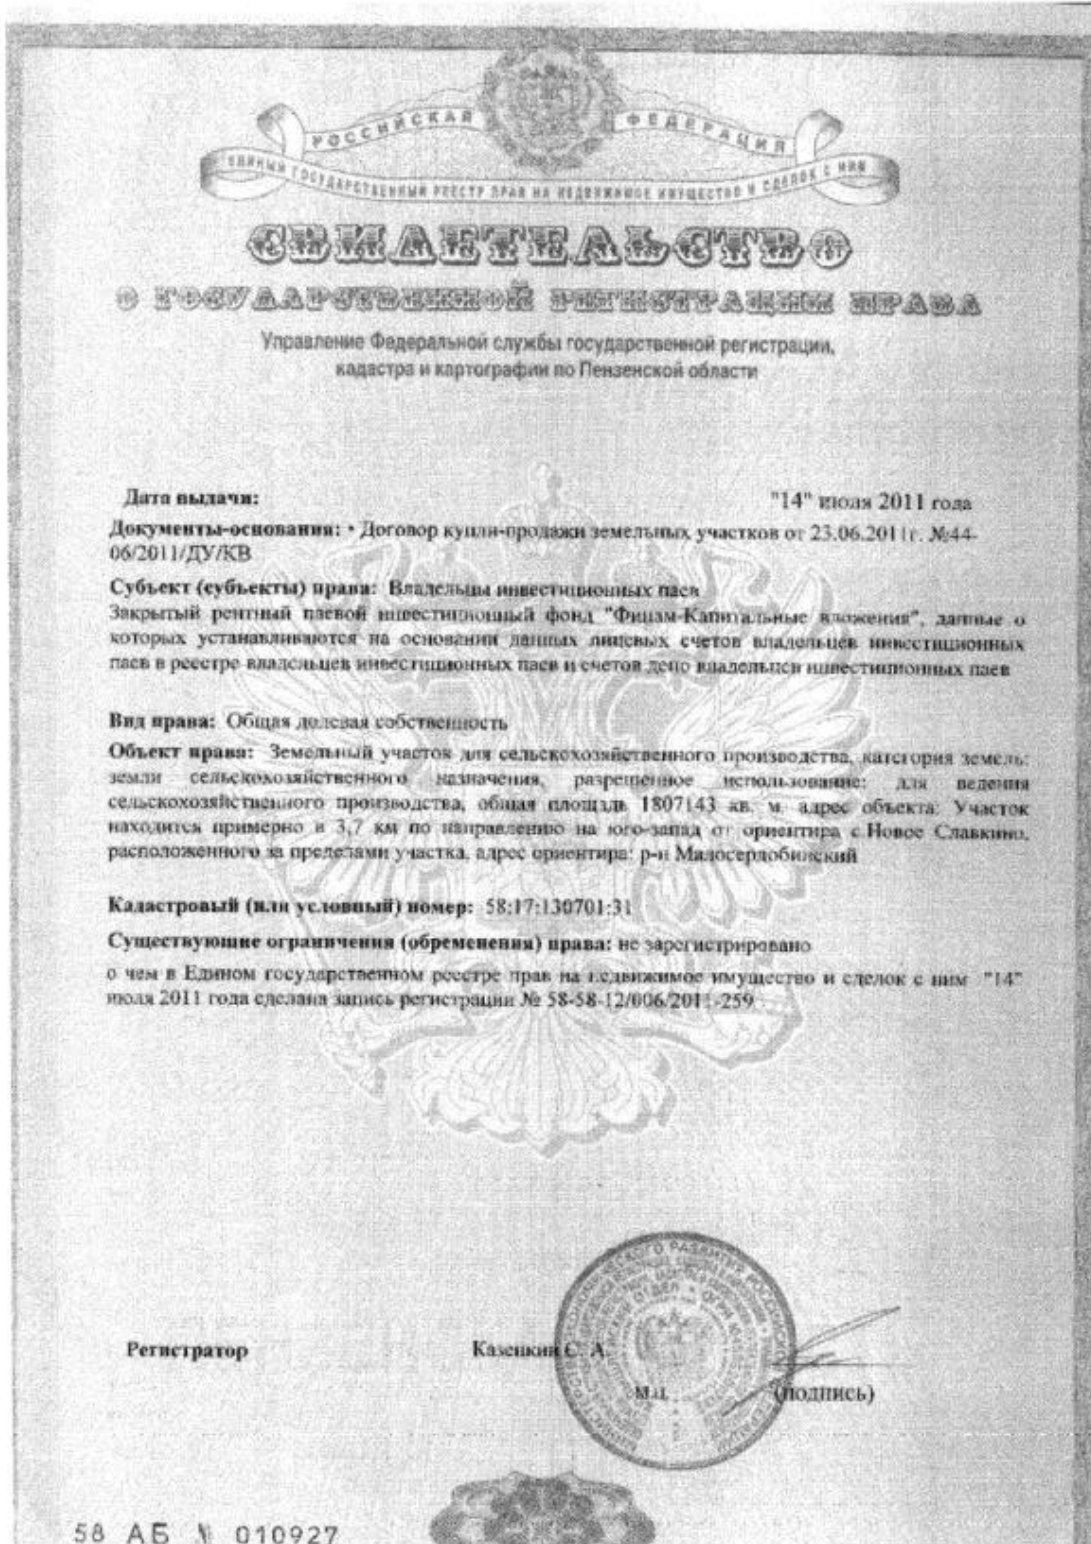 РОССИЙСКАЯ ФЕДЕРАЦИЯ
ЕДИНЫЙ ГОСУДАРСТВЕННЫЙ РЕЕСТР ПРАВ НА НЕДВИЖИМОЕ ИМУЩЕСТВО И СДЕЛОК С НИМ
СВИДЕТЕЛЬСТВО
О ГОСУДАРСТВЕННОЙ РЕГИСТРАЦИИ ПРАВА
Управление Федеральной службы государственной регистрации,
кадастра и картографии по Пензенской области
Дата выдачи: "14" июля 2011 года
Документы-основания: • Договор купли-продажи земельных участков от 23.06.2011г. №44-
06/2011/ДУ/КВ
Субъект (субъекты) права: Владельцы инвестиционных паев
Закрытый рентный паевой инвестиционный фонд "Финам-Капитальные вложения", данные о
которых устанавливаются на основании данных лицевых счетов владельцев инвестиционных
паев в реестре владельцев инвестиционных паев и счетов депо владельцев инвестиционных паев
Вид права: Общая долевая собственность
Объект права: Земельный участок для сельскохозяйственного производства, категория земель:
земли сельскохозяйственного назначения, разрешенное использование: для ведения
сельскохозяйственного производства, общая площадь 1807143 кв. м, адрес объекта: Участок
находится примерно в 3,7 км по направлению на юго-запад от ориентира с.Новое Славкино,
расположенного за пределами участка, адрес ориентира: р-н Малосердобинский
Кадастровый (или условный) номер: 58:17:130701:31
Существующие ограничения (обременения) права: не зарегистрировано
о чем в Едином государственном реестре прав на недвижимое имущество и сделок с ним "14"
июля 2011 года сделана запись регистрации № 58-58-12/006/2011-259
Регистратор Казенкин С. А.
м.п. (подпись)
58 АБ № 010927